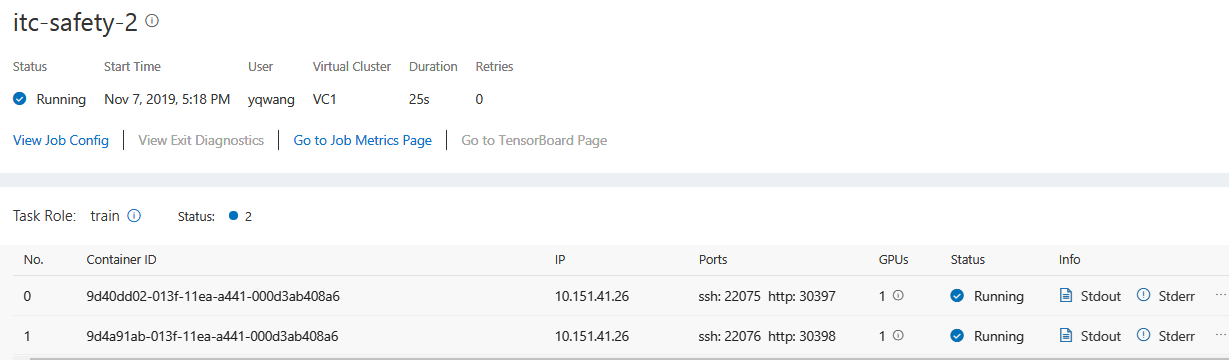 itc-safety-2
Status Start Time User Virtual Cluster Duration Retries
Running Nov 7, 2019, 5:18 PM yqwang VC1 25s 0
View Job Config View Exit Diagnostics Go to Job Metrics Page Go to TensorBoard Page
Task Role: train Status: 2
No. Container ID IP Ports GPUs Status Info
0 9d40dd02-013f-11ea-a441-000d3ab408a6 10.151.41.26 ssh: 22075 http: 30397 1 Running Stdout Stderr ...
1 9d4a91ab-013f-11ea-a441-000d3ab408a6 10.151.41.26 ssh: 22076 http: 30398 1 Running Stdout Stderr ...